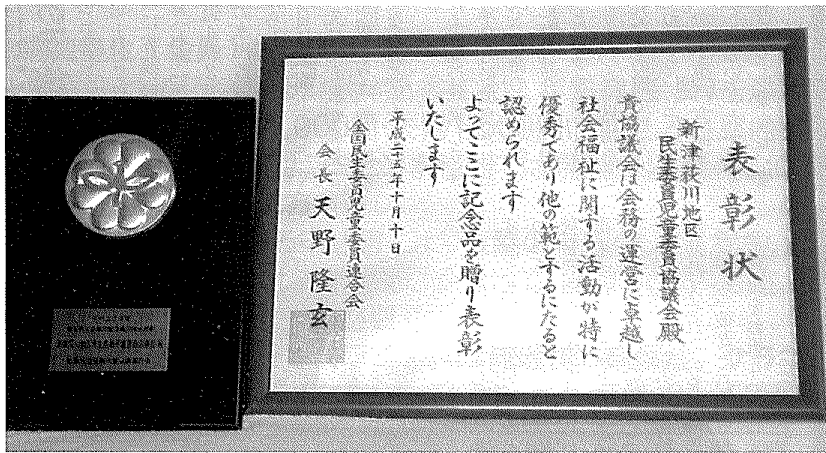 表彰状
新津荻川地区
民生委員児童委員協議会殿
貴協議会は会務の運営に卓越し
社会福祉に関する活動が特に
優秀であり他の範とするにたると
認められます
よってここに記念品を贈り表彰
いたします
平成二十五年十月十日
全国民生委員児童委員連合会
会長 天野隆玄